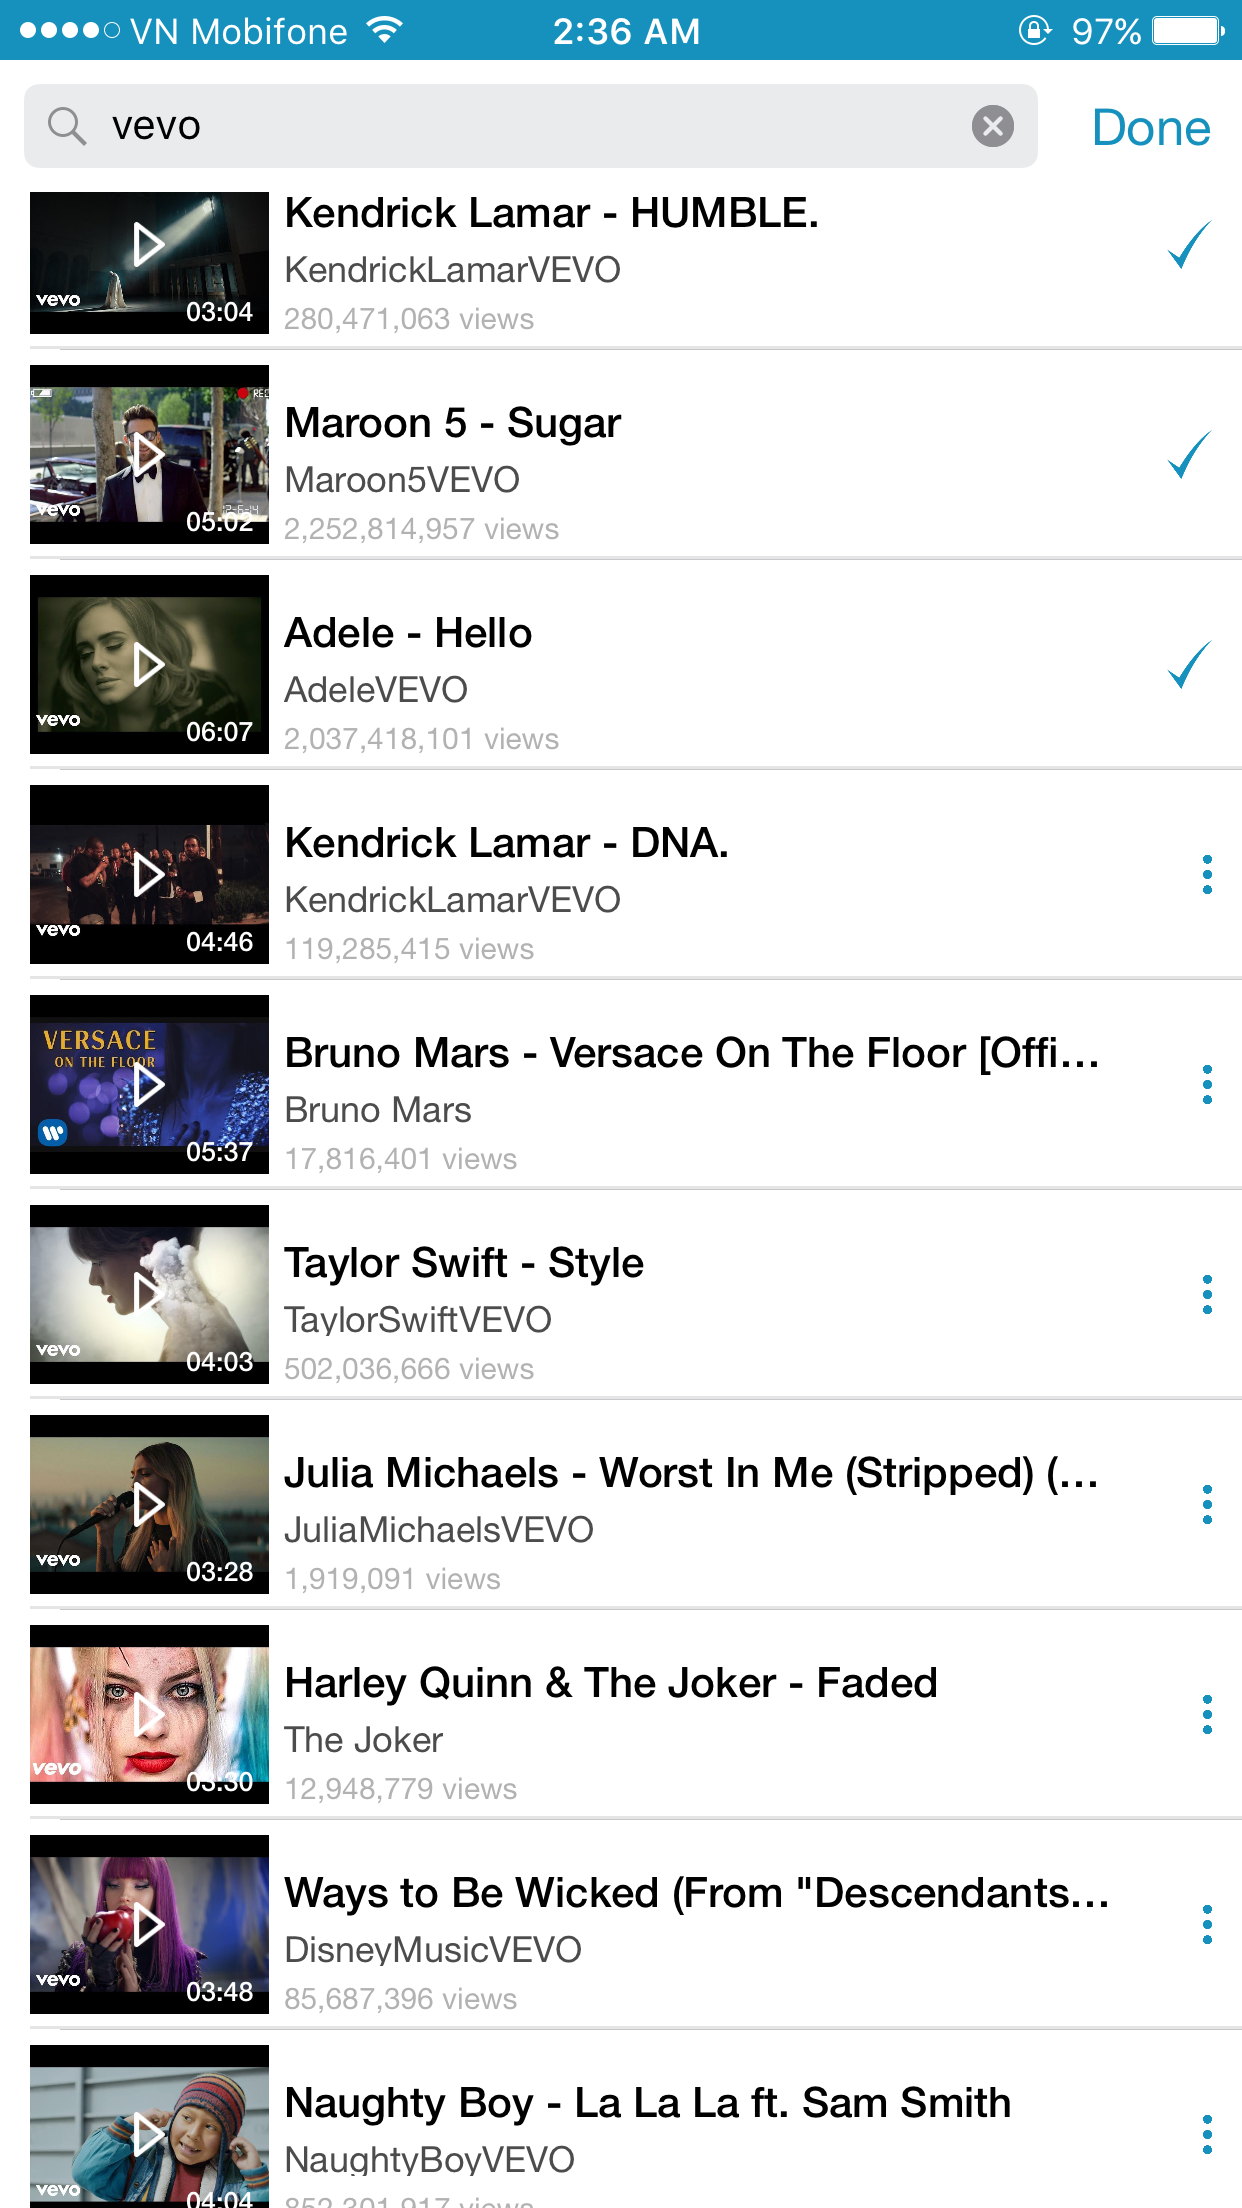 VN Mobifone 2:36 AM 97%
vevo Done
Kendrick Lamar - HUMBLE.
KendrickLamarVEVO
vevo 03:04
280,471,063 views
REC
Maroon 5 - Sugar
Maroon5VEVO
vevo 05:02
2,252,814,957 views
Adele - Hello
AdeleVEVO
vevo 06:07
2,037,418,101 views
Kendrick Lamar - DNA.
KendrickLamarVEVO
vevo 04:46
119,285,415 views
VERSACE
ON THE FLOOR
Bruno Mars - Versace On The Floor [Offi...
Bruno Mars
05:37
17,816,401 views
Taylor Swift - Style
TaylorSwiftVEVO
vevo 04:03
502,036,666 views
Julia Michaels - Worst In Me (Stripped) (...
JuliaMichaelsVEVO
vevo 03:28
1,919,091 views
Harley Quinn & The Joker - Faded
The Joker
vevo 03:30
12,948,779 views
Ways to Be Wicked (From "Descendants...
DisneyMusicVEVO
vevo 03:48
85,687,396 views
Naughty Boy - La La La ft. Sam Smith
NaughtyBoyVEVO
vevo 04:04
852,301,917 views